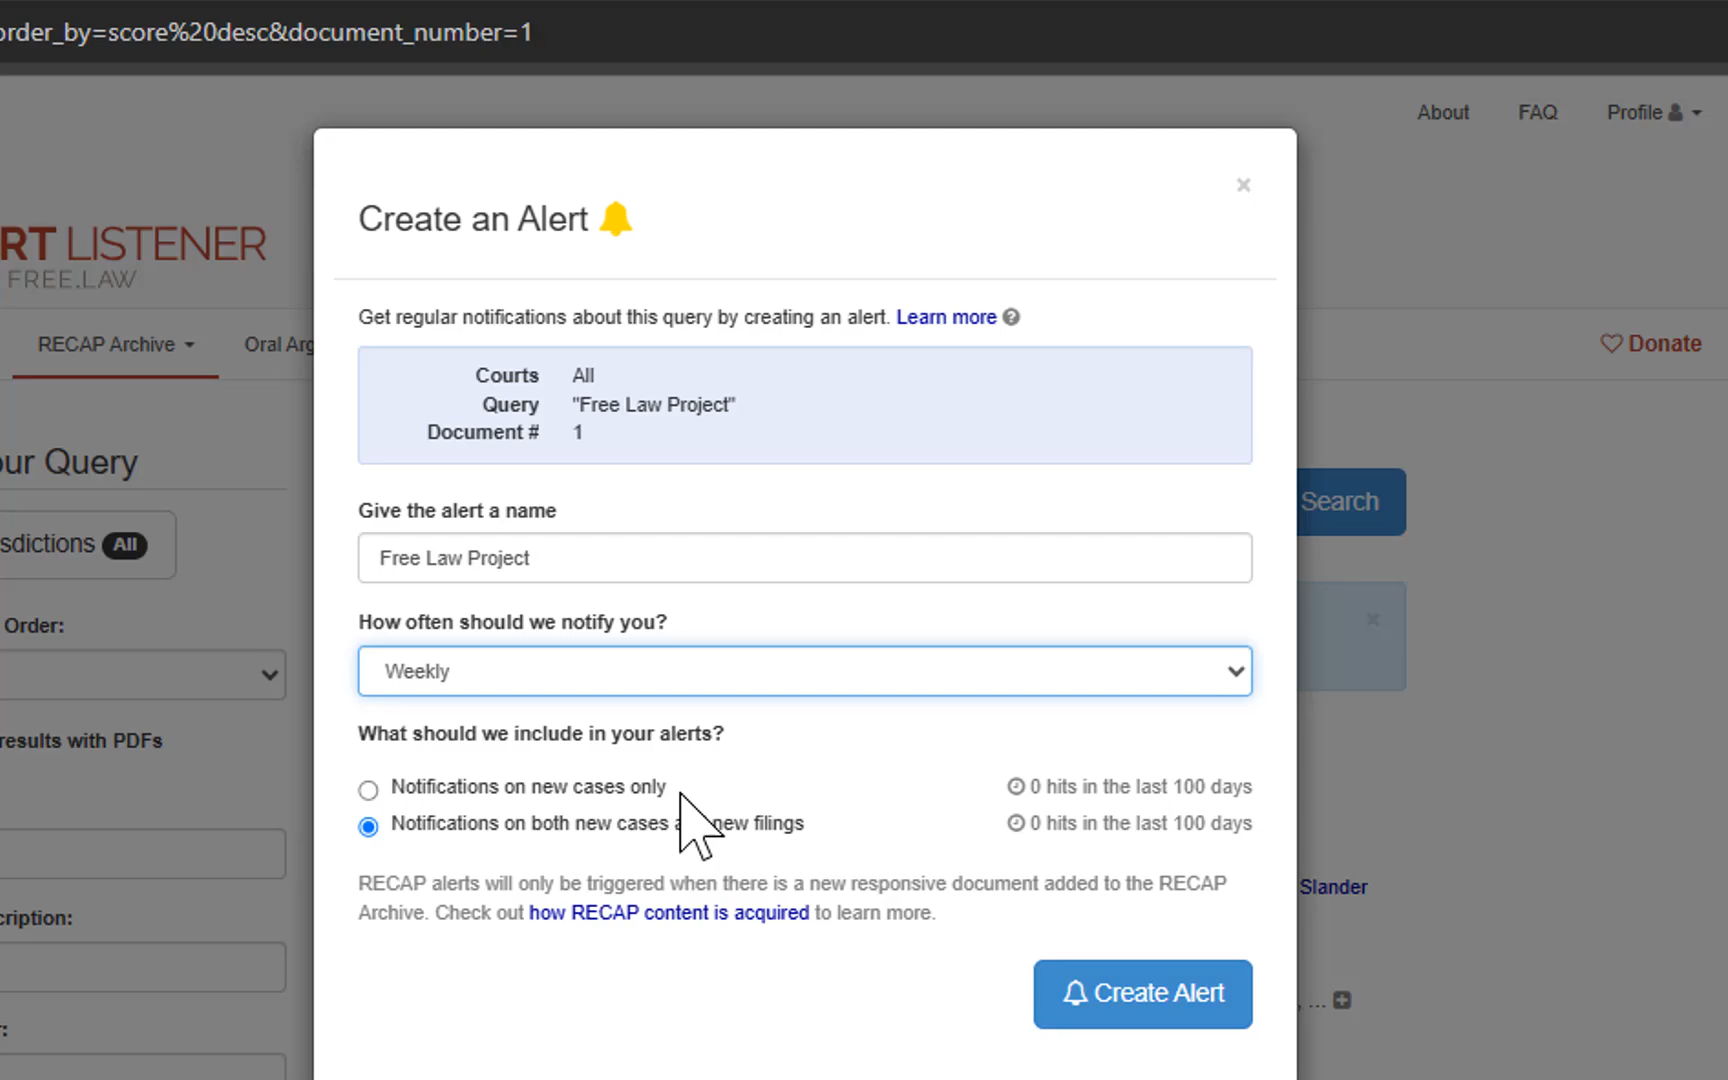 order_by=score%20desc&document_number=1
About FAQ Profile
×
Create an Alert
RT LISTENER
FREE.LAW
Get regular notifications about this query by creating an alert. Learn more
RECAP Archive Oral Arg
Donate
Courts All
Query "Free Law Project"
Document # 1
our Query
Search
Give the alert a name
sdictions All
Free Law Project
Order:
How often should we notify you?
×
Weekly
results with PDFs
What should we include in your alerts?
Notifications on new cases only 0 hits in the last 100 days
Notifications on both new cases new filings 0 hits in the last 100 days
RECAP alerts will only be triggered when there is a new responsive document added to the RECAP
Archive. Check out how RECAP content is acquired to learn more.
Slander
cription:
Create Alert
, ...
: